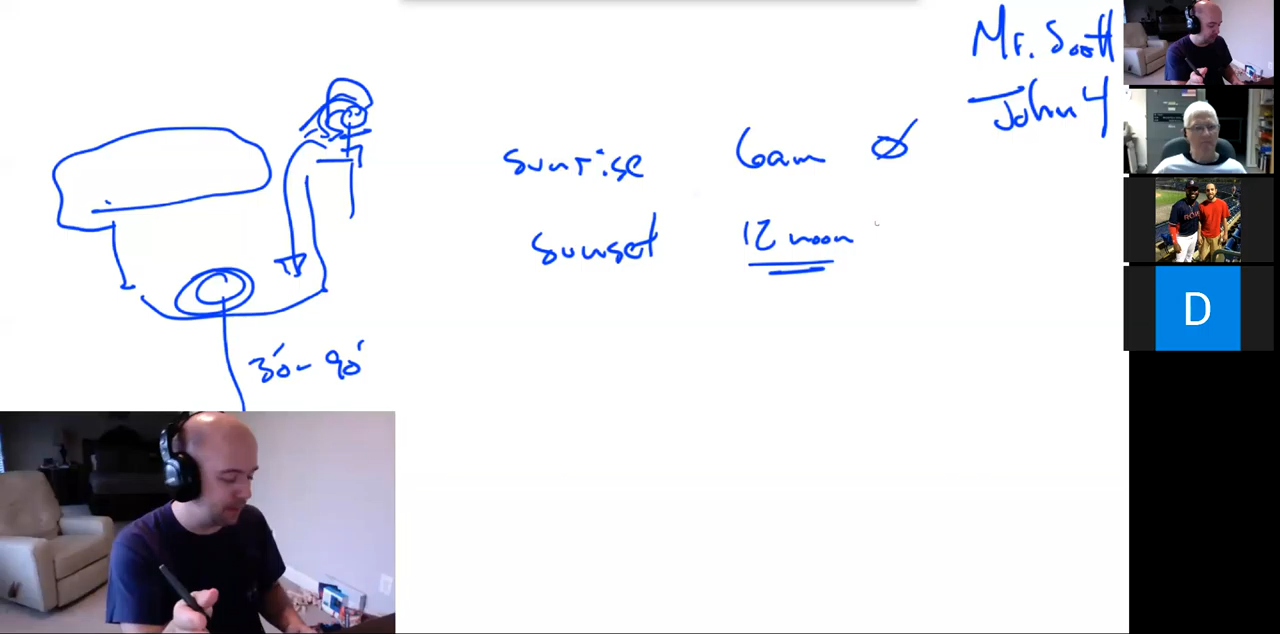 Mr. Scott
John 4
sunrise 6am Ø
sunset 12 noon
30'- 90'
D